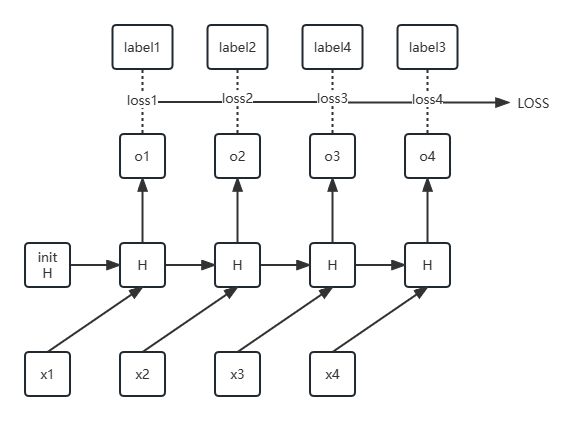 label1
label2
label4
label3
loss1
loss2
loss3
loss4
LOSS
o1
o2
o3
o4
init
H
H
H
H
H
x1
x2
x3
x4